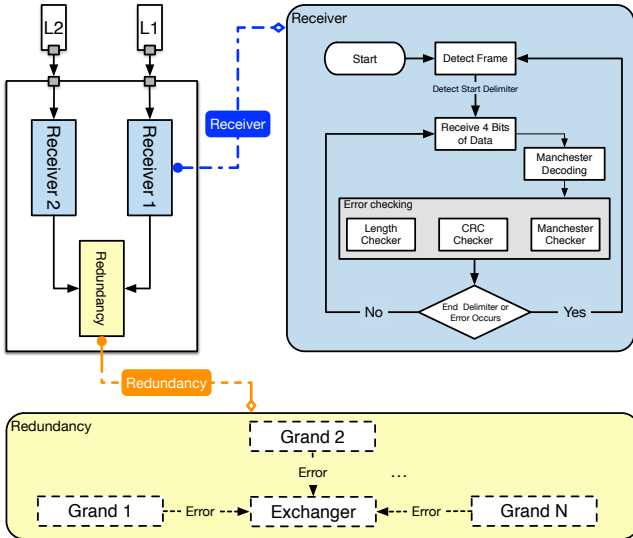 L2
L1
Receiver 2
Receiver 1
Redundancy
Receiver
Redundancy
Receiver
Start
Detect Frame
Detect Start Delimiter
Receive 4 Bits
of Data
Manchester
Decoding
Error checking
Length
Checker
CRC
Checker
Manchester
Checker
No
End Delimiter or
Error Occurs
Yes
Redundancy
Grand 2
Error
...
Grand 1
Error
Exchanger
Error
Grand N